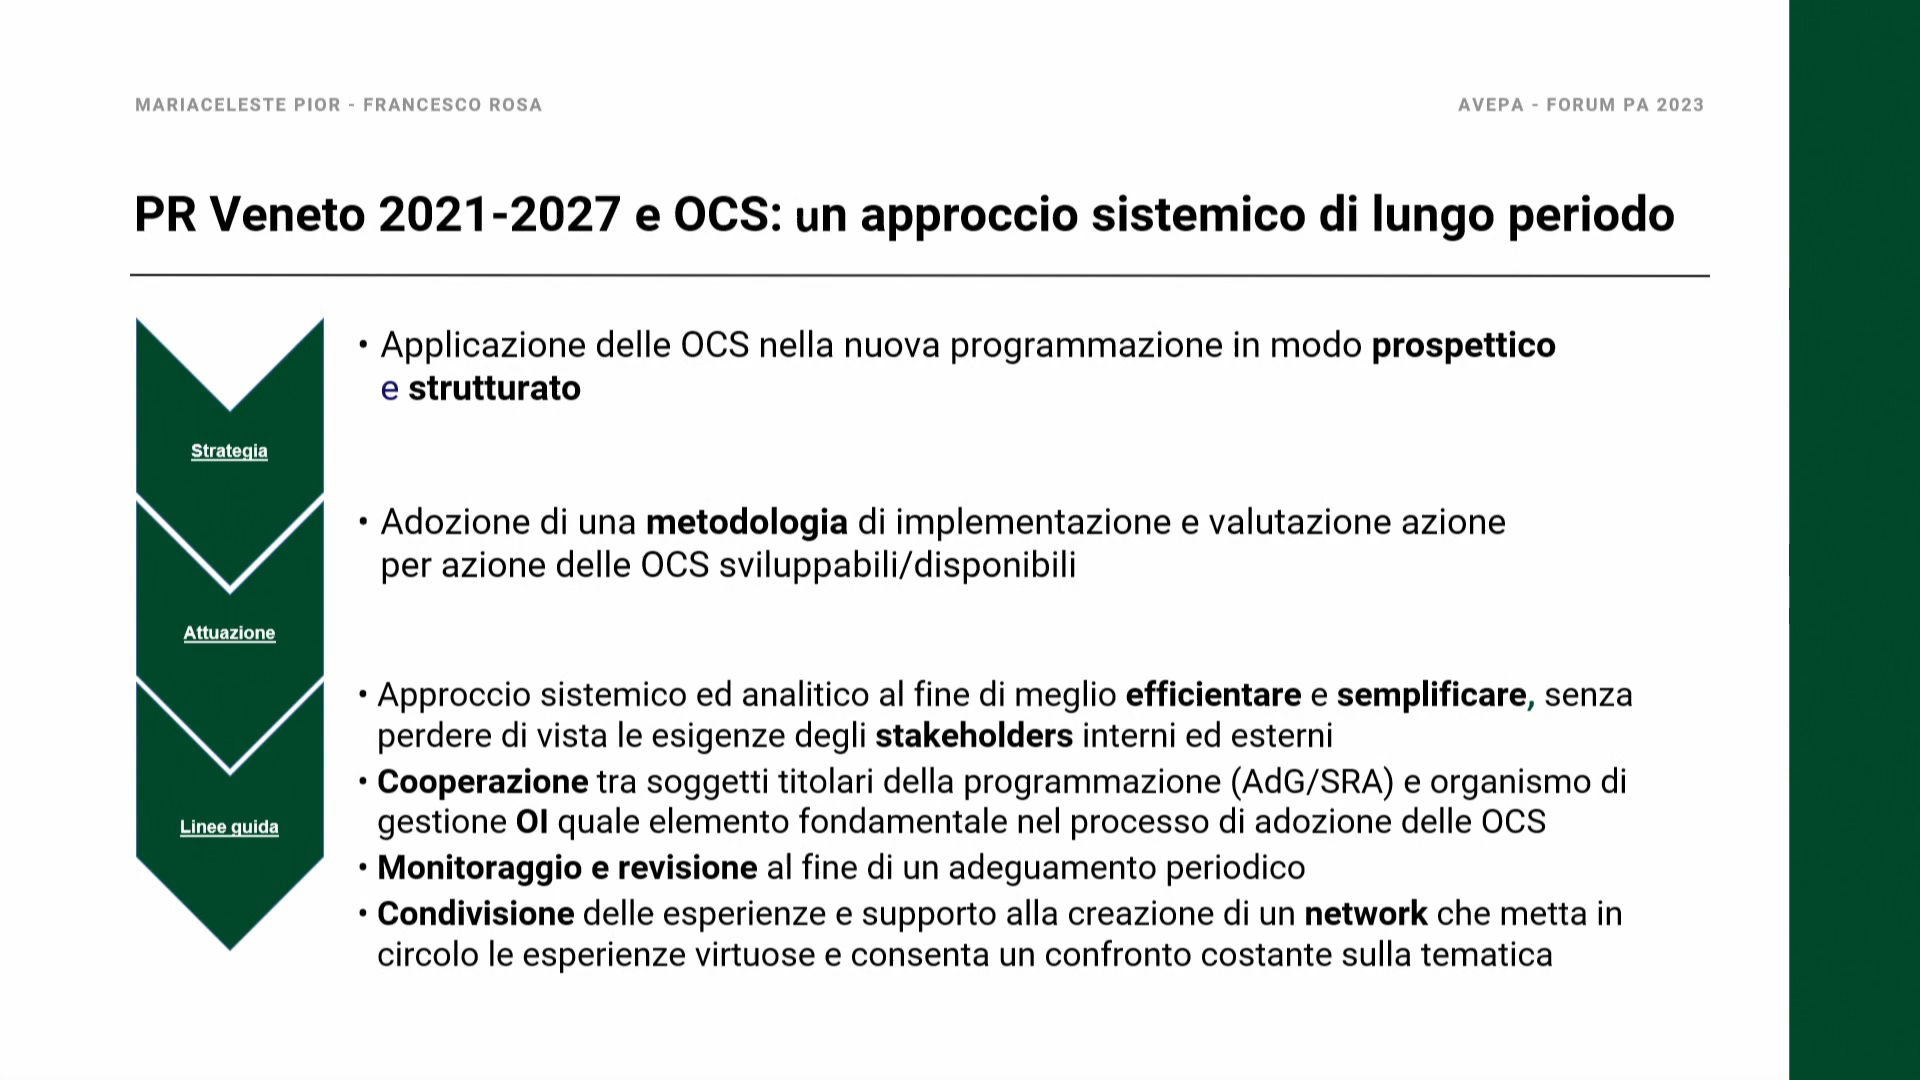 MARIACELESTE PIOR - FRANCESCO ROSA
AVEPA - FORUM PA 2023
PR Veneto 2021-2027 e OCS: un approccio sistemico di lungo periodo
Strategia
• Applicazione delle OCS nella nuova programmazione in modo prospettico
e strutturato
Attuazione
• Adozione di una metodologia di implementazione e valutazione azione
per azione delle OCS sviluppabili/disponibili
Linee guida
• Approccio sistemico ed analitico al fine di meglio efficientare e semplificare, senza
perdere di vista le esigenze degli stakeholders interni ed esterni
• Cooperazione tra soggetti titolari della programmazione (AdG/SRA) e organismo di
gestione OI quale elemento fondamentale nel processo di adozione delle OCS
• Monitoraggio e revisione al fine di un adeguamento periodico
• Condivisione delle esperienze e supporto alla creazione di un network che metta in
circolo le esperienze virtuose e consenta un confronto costante sulla tematica